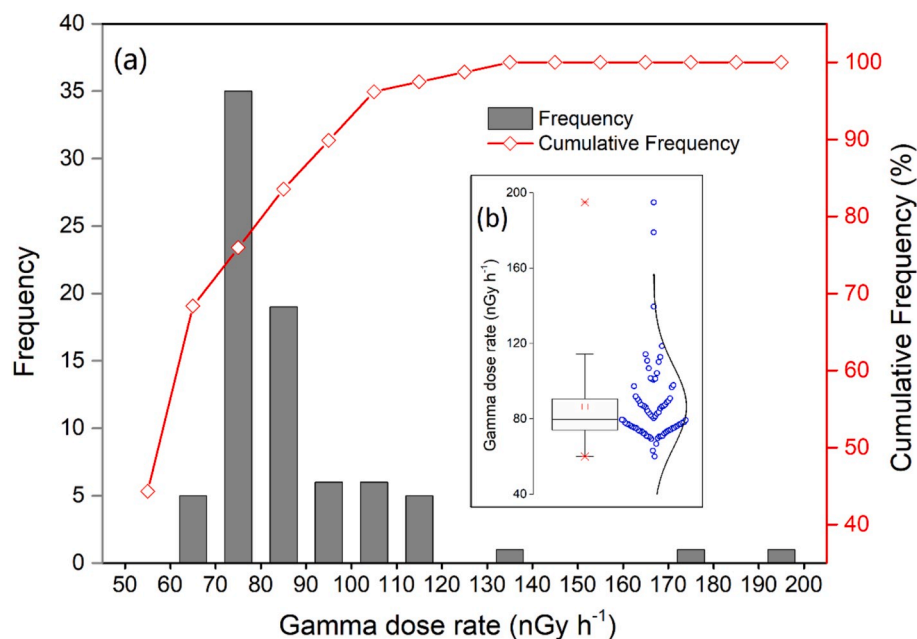 (a)
Frequency
40
35
30
25
20
15
10
5
0
50 60 70 80 90 100 110 120 130 140 150 160 170 180 190 200
Gamma dose rate (nGy h⁻¹)
Cumulative Frequency (%)
100
90
80
70
60
50
40
Frequency
Cumulative Frequency
(b)
Gamma dose rate (nGy h⁻¹)
200
160
120
80
40